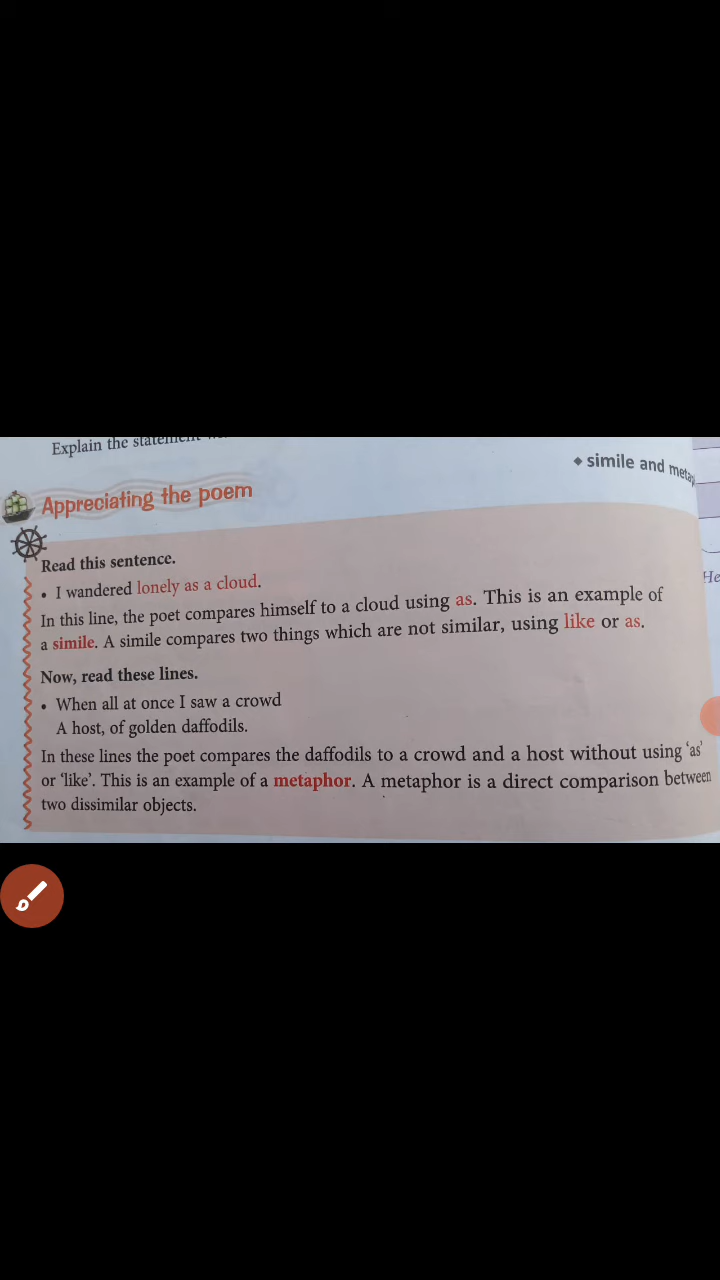 Explain the statement
◆ simile and meta
Appreciating the poem
Read this sentence.
• I wandered lonely as a cloud.
In this line, the poet compares himself to a cloud using as. This is an example of
a simile. A simile compares two things which are not similar, using like or as.
He
Now, read these lines.
• When all at once I saw a crowd
A host, of golden daffodils.
In these lines the poet compares the daffodils to a crowd and a host without using ‘as’
or ‘like’. This is an example of a metaphor. A metaphor is a direct comparison between
two dissimilar objects.